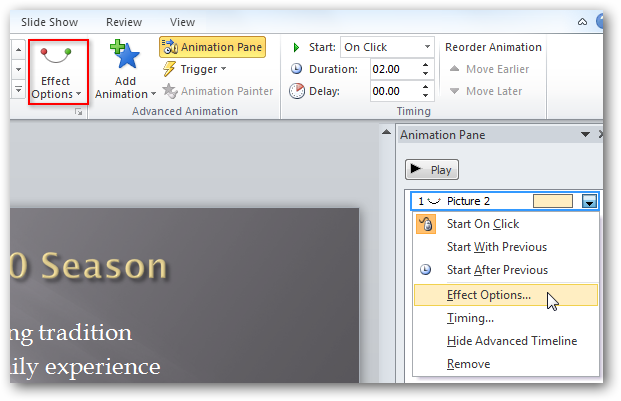 Slide Show Review View
Effect
Options
Add
Animation
Animation Pane
Trigger
Animation Painter
Advanced Animation
Start: On Click
Duration: 02.00
Delay: 00.00
Timing
Reorder Animation
Move Earlier
Move Later
Animation Pane
Play
1 Picture 2
Start On Click
Start With Previous
Start After Previous
Effect Options...
Timing...
Hide Advanced Timeline
Remove
0 Season
ng tradition
ily experience